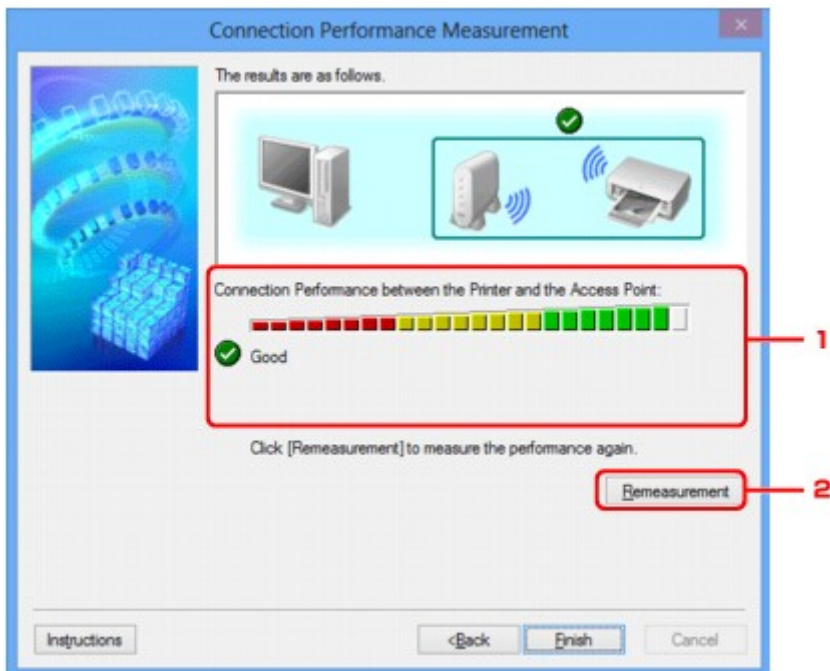 Connection Performance Measurement
The results are as follows.
Connection Performance between the Printer and the Access Point:
1
Good
Click [Remeasurement] to measure the performance again.
Remeasurement
2
Instructions
<Back
Finish
Cancel